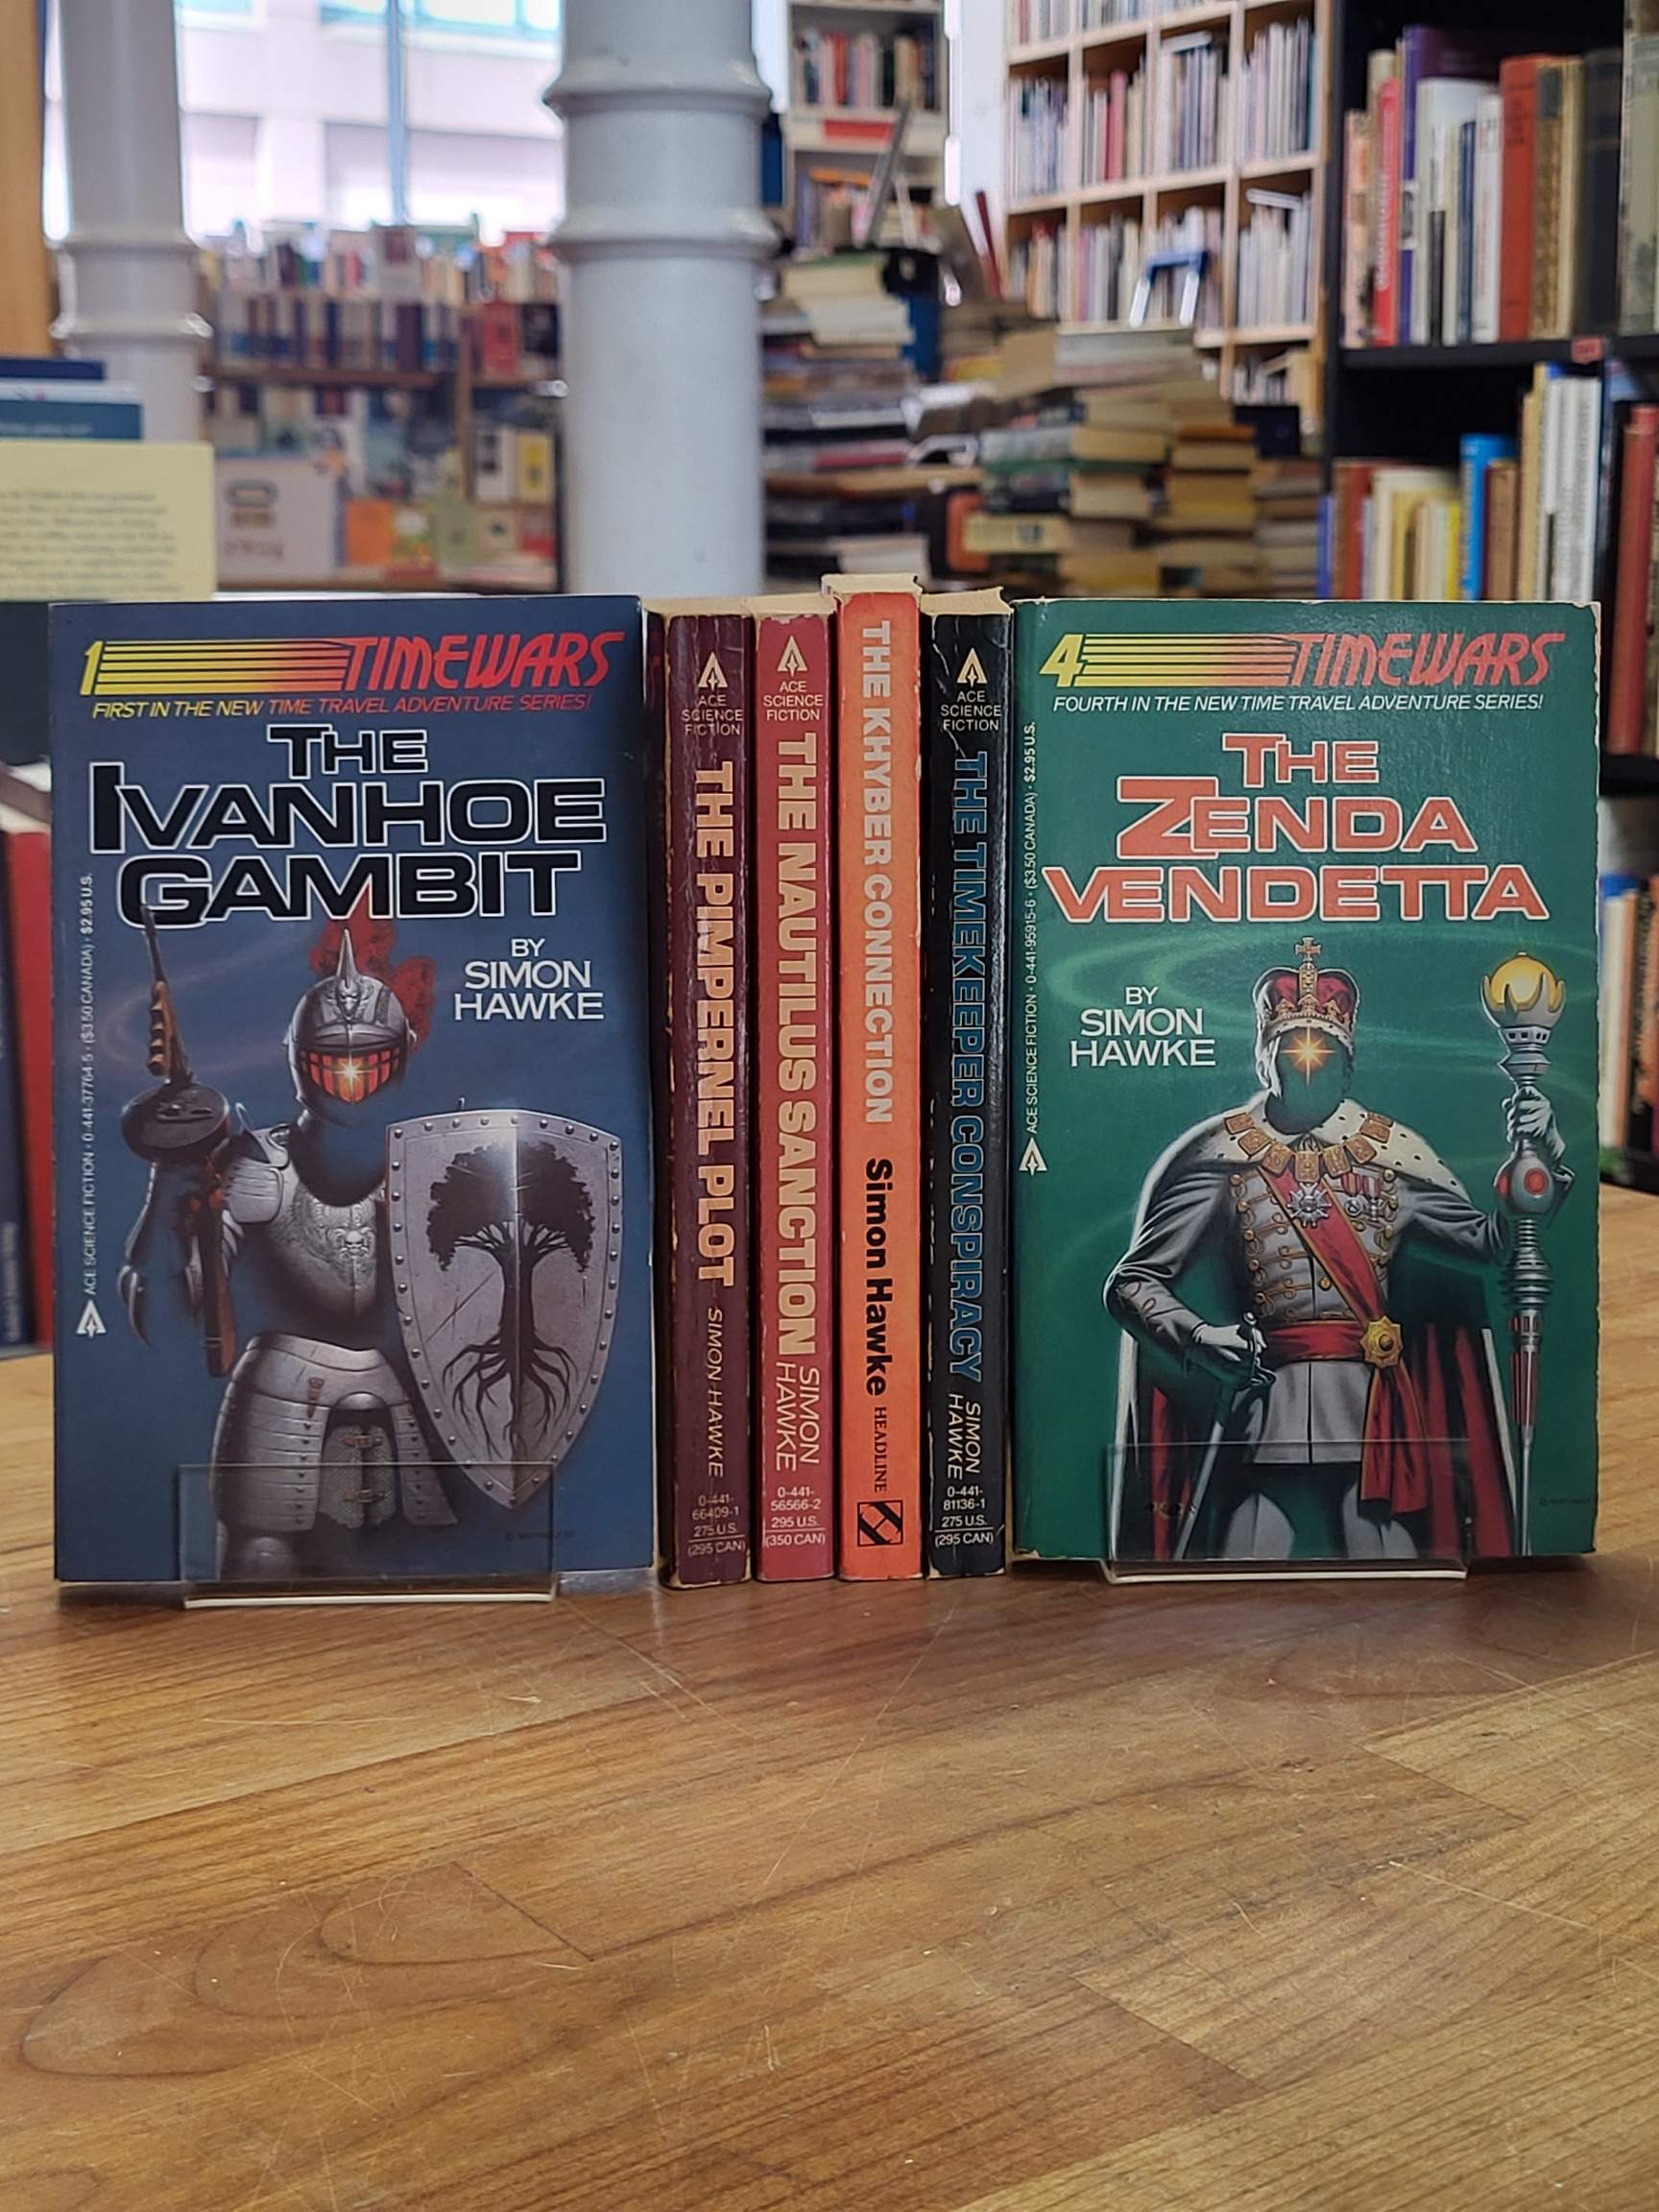 1 TIMEWARS
FIRST IN THE NEW TIME TRAVEL ADVENTURE SERIES!
THE
IVANHOE
GAMBIT
BY
SIMON
HAWKE
ACE SCIENCE FICTION · 0-441-37764-5 · ($3.50 CANADA) · $2.95 U.S.
ACE
SCIENCE
FICTION
THE PIMPERNEL PLOT SIMON HAWKE
0-441-
66409-1
275 U.S.
(295 CAN)
ACE
SCIENCE
FICTION
THE NAUTILUS SANCTION SIMON
HAWKE
0-441-
56566-2
295 U.S.
(350 CAN)
THE KHYBER CONNECTION Simon Hawke HEADLINE
ACE
SCIENCE
FICTION
THE TIMEKEEPER CONSPIRACY SIMON
HAWKE
0-441-
81136-1
275 U.S.
(295 CAN)
4 TIMEWARS
FOURTH IN THE NEW TIME TRAVEL ADVENTURE SERIES!
THE
ZENDA
VENDETTA
BY
SIMON
HAWKE
ACE SCIENCE FICTION · 0-441-95915-6 · ($3.50 CANADA) · $2.95 U.S.